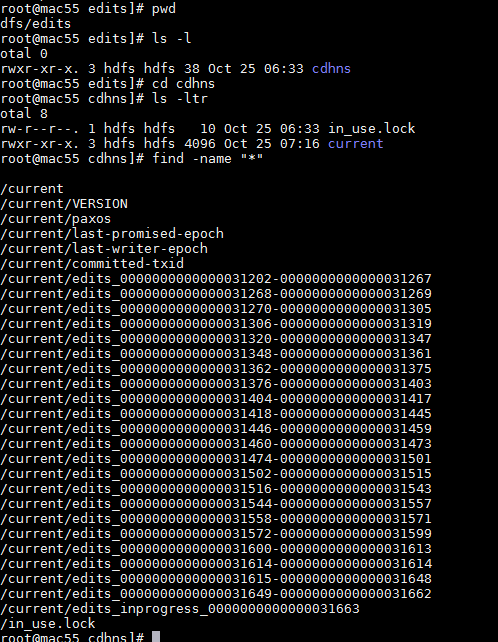 root@mac55 edits]# pwd
dfs/edits
root@mac55 edits]# ls -l
otal 0
rwxr-xr-x. 3 hdfs hdfs 38 Oct 25 06:33 cdhns
root@mac55 edits]# cd cdhns
root@mac55 cdhns]# ls -ltr
otal 8
rw-r--r--. 1 hdfs hdfs   10 Oct 25 06:33 in_use.lock
rwxr-xr-x. 3 hdfs hdfs 4096 Oct 25 07:16 current
root@mac55 cdhns]# find -name "*"
/current
/current/VERSION
/current/paxos
/current/last-promised-epoch
/current/last-writer-epoch
/current/committed-txid
/current/edits_0000000000000031202-0000000000000031267
/current/edits_0000000000000031268-0000000000000031269
/current/edits_0000000000000031270-0000000000000031305
/current/edits_0000000000000031306-0000000000000031319
/current/edits_0000000000000031320-0000000000000031347
/current/edits_0000000000000031348-0000000000000031361
/current/edits_0000000000000031362-0000000000000031375
/current/edits_0000000000000031376-0000000000000031403
/current/edits_0000000000000031404-0000000000000031417
/current/edits_0000000000000031418-0000000000000031445
/current/edits_0000000000000031446-0000000000000031459
/current/edits_0000000000000031460-0000000000000031473
/current/edits_0000000000000031474-0000000000000031501
/current/edits_0000000000000031502-0000000000000031515
/current/edits_0000000000000031516-0000000000000031543
/current/edits_0000000000000031544-0000000000000031557
/current/edits_0000000000000031558-0000000000000031571
/current/edits_0000000000000031572-0000000000000031599
/current/edits_0000000000000031600-0000000000000031613
/current/edits_0000000000000031614-0000000000000031614
/current/edits_0000000000000031615-0000000000000031648
/current/edits_0000000000000031649-0000000000000031662
/current/edits_inprogress_0000000000000031663
/in_use.lock
root@mac55 cdhns]#